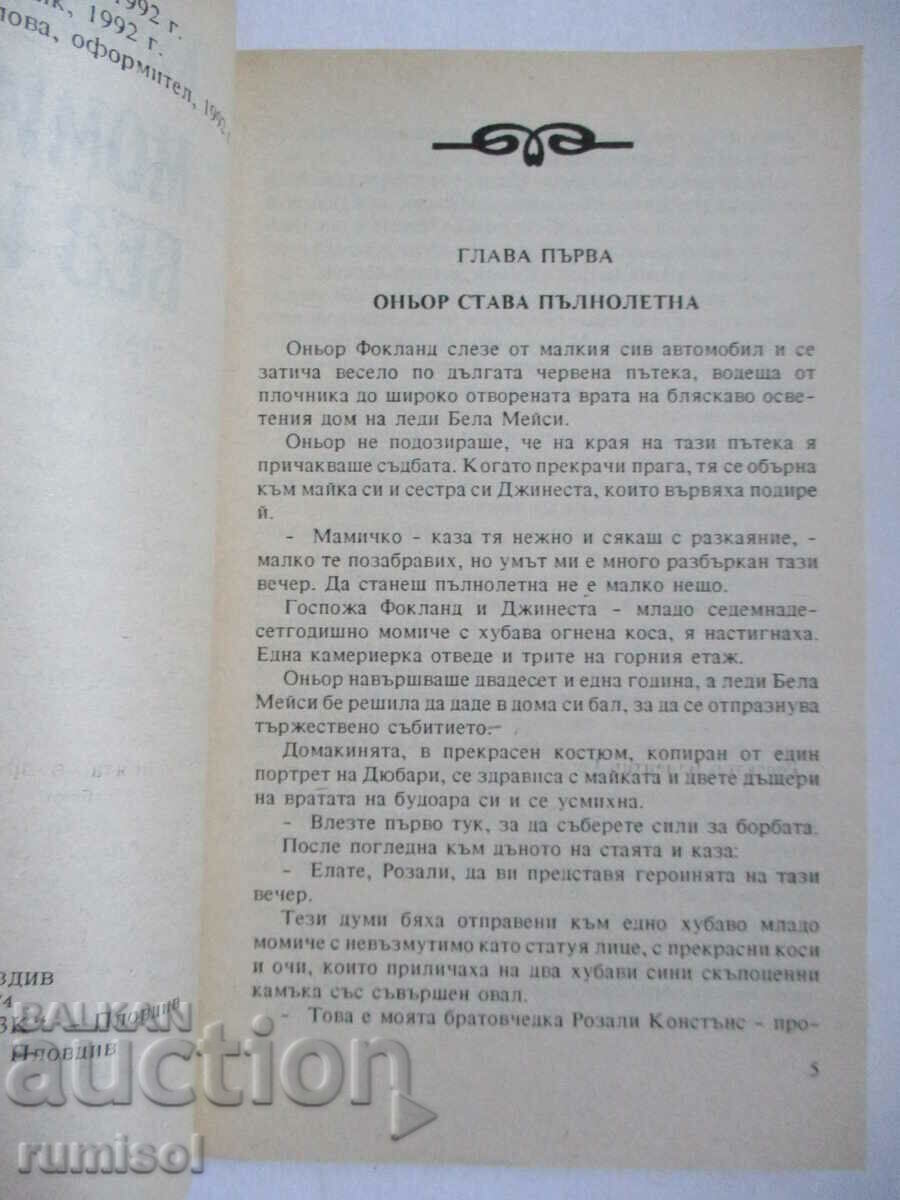 1992 г.
, 1992 г.
лова, оформител, 1992 г.
ГЛАВА ПЪРВА
ОНЬОР СТАВА ПЪЛНОЛЕТНА
Оньор Фокланд слезе от малкия сив автомобил и се
затича весело по дългата червена пътека, водеща от
плочника до широко отворената врата на бляскаво осве-
тения дом на леди Бела Мейси.
Оньор не подозираше, че на края на тази пътека я
причакваше съдбата. Когато прекрачи прага, тя се обърна
към майка си и сестра си Джинеста, които вървяха подире
й.
- Мамичко - каза тя нежно и сякаш с разкаяние, -
малко те позабравих, но умът ми е много разбъркан тази
вечер. Да станеш пълнолетна не е малко нещо.
Госпожа Фокланд и Джинеста - младо седемнаде-
сетгодишно момиче с хубава огнена коса, я настигнаха.
Една камериерка отведе и трите на горния етаж.
Оньор навършваше двадесет и една година, а леди Бела
Мейси бе решила да даде в дома си бал, за да се отпразнува
тържествено събитието.
Домакинята, в прекрасен костюм, копиран от един
портрет на Дюбари, се здрависа с майката и двете дъщери
на вратата на будоара си и се усмихна.
- Влезте първо тук, за да съберете сили за борбата.
После погледна към дъното на стаята и каза:
- Елате, Розали, да ви представя героинята на тази
вечер.
Тези думи бяха отправени към едно хубаво младо
момиче с невъзмутимо като статуя лице, с прекрасни коси
и очи, които приличаха на два хубави сини скъпоценни
камъка със съвършен овал.
- Това е моята братовчедка Розали Констънс - про-
5
ВДИВ
Пловдив
Пловдив
BALKAN
auction
rumisol